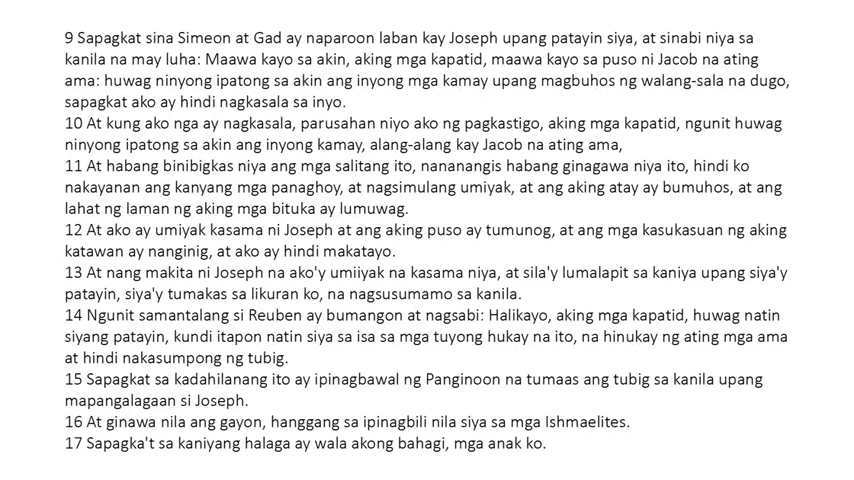 9 Sapagkat sina Simeon at Gad ay naparoon laban kay Joseph upang patayin siya, at sinabi niya sa
kanila na may luha: Maawa kayo sa akin, aking mga kapatid, maawa kayo sa puso ni Jacob na ating
ama: huwag ninyong ipatong sa akin ang inyong mga kamay upang magbuhos ng walang-sala na dugo,
sapagkat ako ay hindi nagkasala sa inyo.
10 At kung ako nga ay nagkasala, parusahan niyo ako ng pagkastigo, aking mga kapatid, ngunit huwag
ninyong ipatong sa akin ang inyong kamay, alang-alang kay Jacob na ating ama,
11 At habang binibigkas niya ang mga salitang ito, nananangis habang ginagawa niya ito, hindi ko
nakayanan ang kanyang mga panaghoy, at nagsimulang umiyak, at ang aking atay ay bumuhos, at ang
lahat ng laman ng aking mga bituka ay lumuwag.
12 At ako ay umiyak kasama ni Joseph at ang aking puso ay tumunog, at ang mga kasukasuan ng aking
katawan ay nanginig, at ako ay hindi makatayo.
13 At nang makita ni Joseph na ako'y umiiyak na kasama niya, at sila'y lumalapit sa kaniya upang siya'y
patayin, siya'y tumakas sa likuran ko, na nagsusumamo sa kanila.
14 Ngunit samantalang si Reuben ay bumangon at nagsabi: Halikayo, aking mga kapatid, huwag natin
siyang patayin, kundi itapon natin siya sa isa sa mga tuyong hukay na ito, na hinukay ng ating mga ama
at hindi nakasumpong ng tubig.
15 Sapagkat sa kadahilanang ito ay ipinagbawal ng Panginoon na tumaas ang tubig sa kanila upang
mapangalagaan si Joseph.
16 At ginawa nila ang gayon, hanggang sa ipinagbili nila siya sa mga Ishmaelites.
17 Sapagka't sa kaniyang halaga ay wala akong bahagi, mga anak ko.